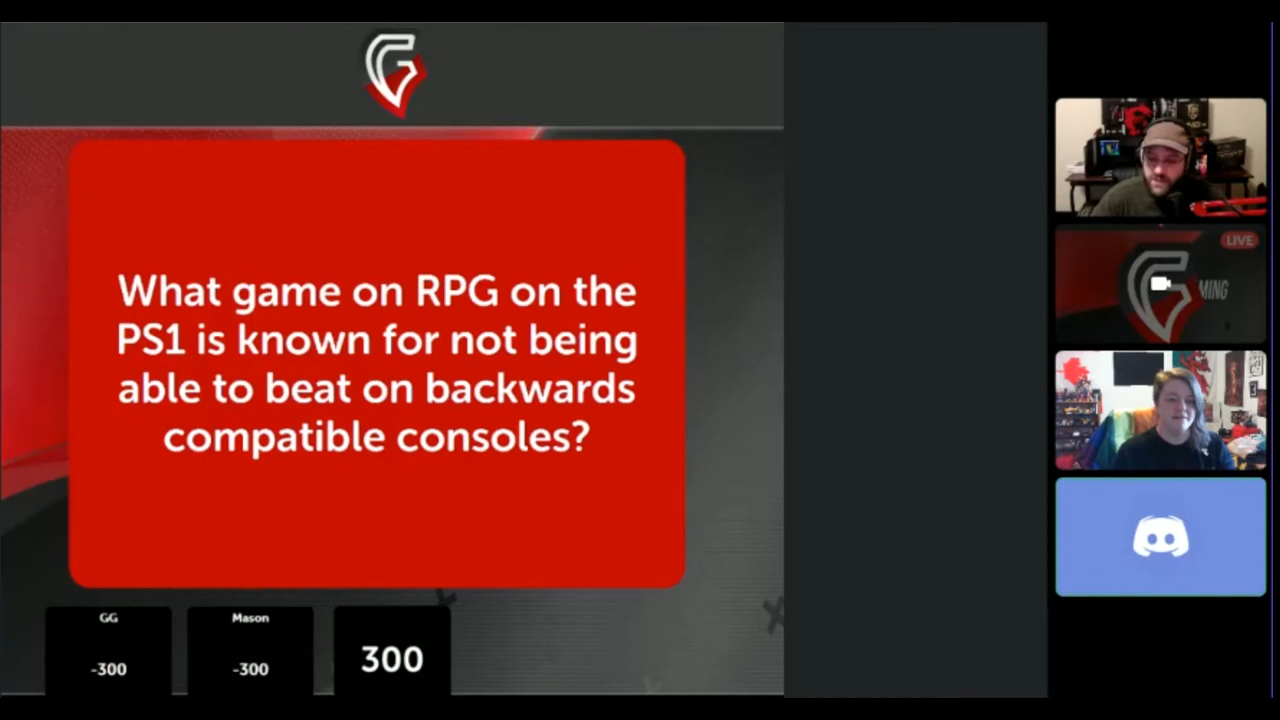 What game on RPG on the
PS1 is known for not being
able to beat on backwards
compatible consoles?
GG
-300
Mason
-300
300
LIVE
MING